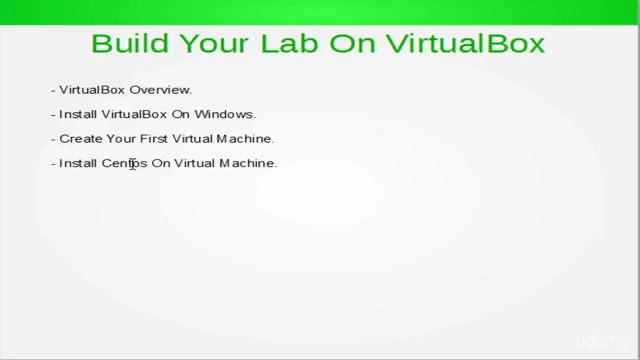 Build Your Lab On VirtualBox
- VirtualBox Overview.
- Install VirtualBox On Windows.
- Create Your First Virtual Machine.
- Install Centos On Virtual Machine.
udemy